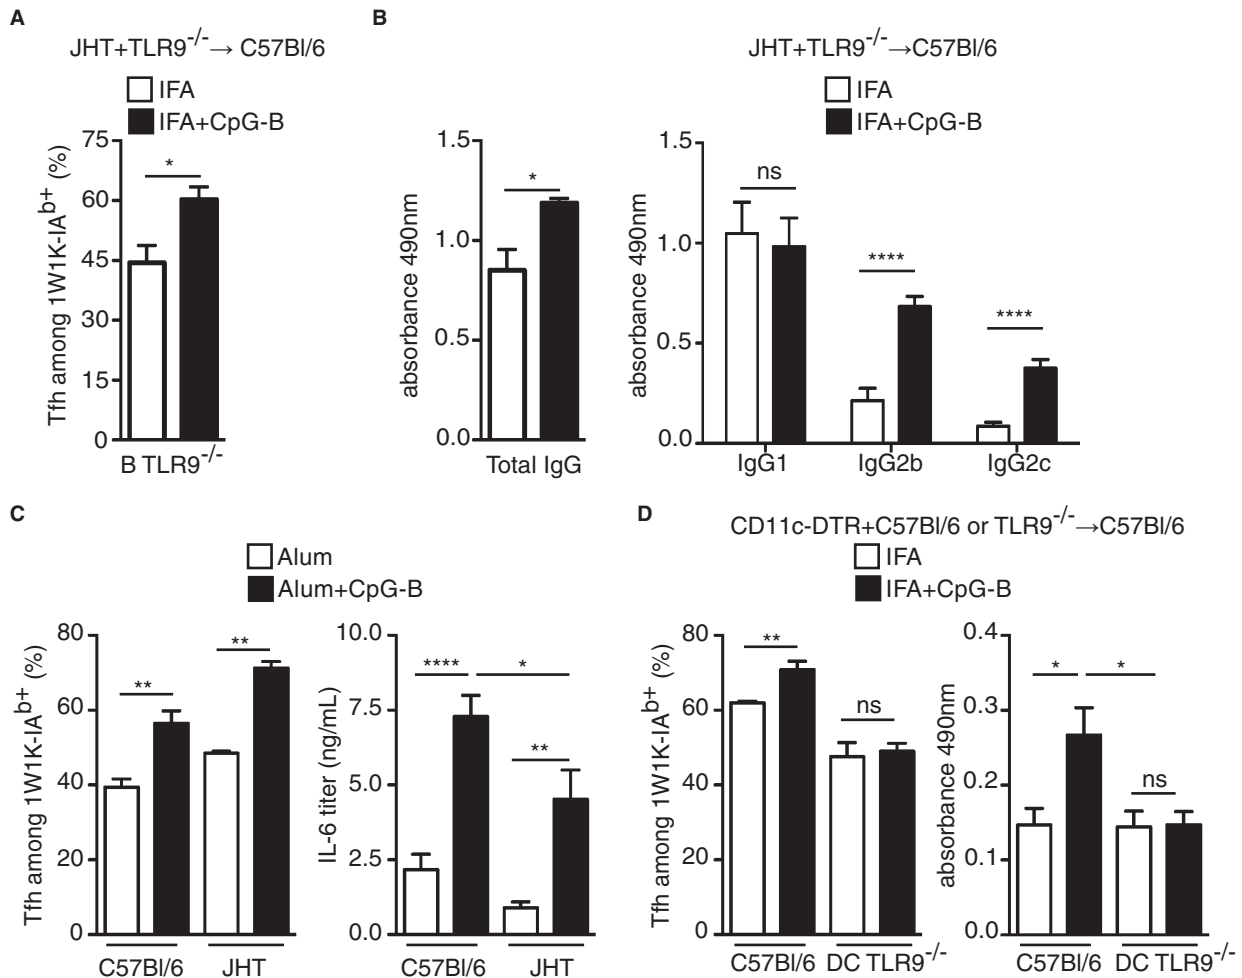 A
JHT+TLR9-/-→ C57Bl/6
IFA
IFA+CpG-B
Tfh among 1W1K-IAb+ (%)
75
60
45
30
15
0
*
B TLR9-/-
B
JHT+TLR9-/-→C57Bl/6
IFA
IFA+CpG-B
absorbance 490nm
1.5
1.0
0.5
0.0
*
Total IgG
absorbance 490nm
1.5
1.0
0.5
0.0
ns
****
****
IgG1 IgG2b IgG2c
C
Alum
Alum+CpG-B
Tfh among 1W1K-IAb+ (%)
80
60
40
20
0
**
**
C57Bl/6 JHT
IL-6 titer (ng/mL)
10.0
7.5
5.0
2.5
0.0
****
*
**
C57Bl/6 JHT
D
CD11c-DTR+C57Bl/6 or TLR9-/-→C57Bl/6
IFA
IFA+CpG-B
Tfh among 1W1K-IAb+ (%)
80
60
40
20
0
**
ns
C57Bl/6 DC TLR9-/-
absorbance 490nm
0.4
0.3
0.2
0.1
0.0
*
*
ns
C57Bl/6 DC TLR9-/-